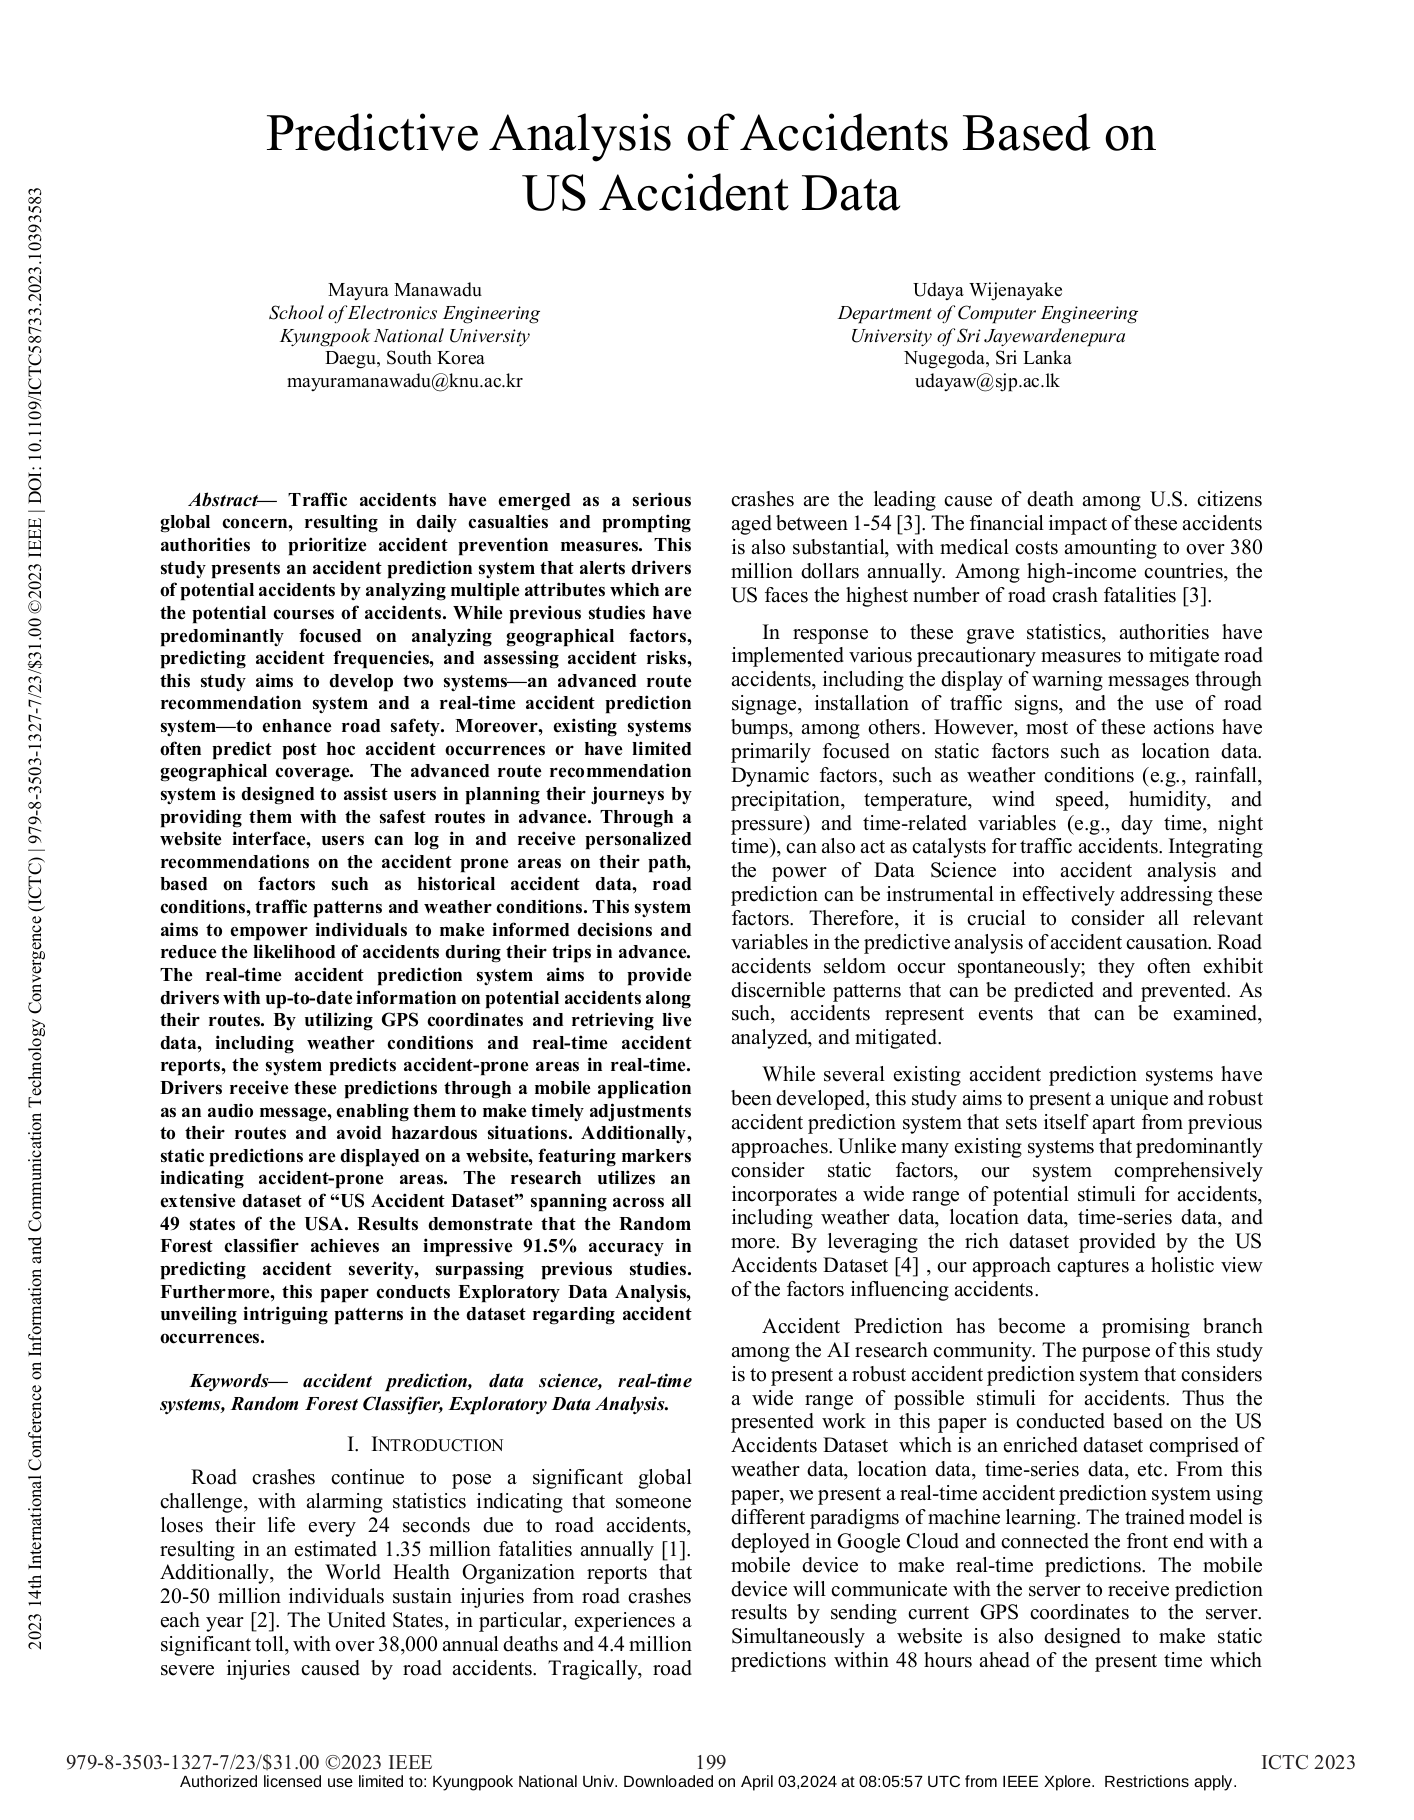 Predictive Analysis of Accidents Based on
US Accident Data
Mayura Manawadu
School of Electronics Engineering
Kyungpook National University
Daegu, South Korea
mayuramanawadu@knu.ac.kr
Udaya Wijenayake
Department of Computer Engineering
University of Sri Jayewardenepura
Nugegoda, Sri Lanka
udayaw@sjp.ac.lk
Abstract— Traffic accidents have emerged as a serious
global concern, resulting in daily casualties and prompting
authorities to prioritize accident prevention measures. This
study presents an accident prediction system that alerts drivers
of potential accidents by analyzing multiple attributes which are
the potential courses of accidents. While previous studies have
predominantly focused on analyzing geographical factors,
predicting accident frequencies, and assessing accident risks,
this study aims to develop two systems—an advanced route
recommendation system and a real-time accident prediction
system—to enhance road safety. Moreover, existing systems
often predict post hoc accident occurrences or have limited
geographical coverage. The advanced route recommendation
system is designed to assist users in planning their journeys by
providing them with the safest routes in advance. Through a
website interface, users can log in and receive personalized
recommendations on the accident prone areas on their path,
based on factors such as historical accident data, road
conditions, traffic patterns and weather conditions. This system
aims to empower individuals to make informed decisions and
reduce the likelihood of accidents during their trips in advance.
The real-time accident prediction system aims to provide
drivers with up-to-date information on potential accidents along
their routes. By utilizing GPS coordinates and retrieving live
data, including weather conditions and real-time accident
reports, the system predicts accident-prone areas in real-time.
Drivers receive these predictions through a mobile application
as an audio message, enabling them to make timely adjustments
to their routes and avoid hazardous situations. Additionally,
static predictions are displayed on a website, featuring markers
indicating accident-prone areas. The research utilizes an
extensive dataset of “US Accident Dataset” spanning across all
49 states of the USA. Results demonstrate that the Random
Forest classifier achieves an impressive 91.5% accuracy in
predicting accident severity, surpassing previous studies.
Furthermore, this paper conducts Exploratory Data Analysis,
unveiling intriguing patterns in the dataset regarding accident
occurrences.
Keywords— accident prediction, data science, real-time
systems, Random Forest Classifier, Exploratory Data Analysis.
I. INTRODUCTION
Road crashes continue to pose a significant global
challenge, with alarming statistics indicating that someone
loses their life every 24 seconds due to road accidents,
resulting in an estimated 1.35 million fatalities annually [1].
Additionally, the World Health Organization reports that
20-50 million individuals sustain injuries from road crashes
each year [2]. The United States, in particular, experiences a
significant toll, with over 38,000 annual deaths and 4.4 million
severe injuries caused by road accidents. Tragically, road
crashes are the leading cause of death among U.S. citizens
aged between 1-54 [3]. The financial impact of these accidents
is also substantial, with medical costs amounting to over 380
million dollars annually. Among high-income countries, the
US faces the highest number of road crash fatalities [3].
In response to these grave statistics, authorities have
implemented various precautionary measures to mitigate road
accidents, including the display of warning messages through
signage, installation of traffic signs, and the use of road
bumps, among others. However, most of these actions have
primarily focused on static factors such as location data.
Dynamic factors, such as weather conditions (e.g., rainfall,
precipitation, temperature, wind speed, humidity, and
pressure) and time-related variables (e.g., day time, night
time), can also act as catalysts for traffic accidents. Integrating
the power of Data Science into accident analysis and
prediction can be instrumental in effectively addressing these
factors. Therefore, it is crucial to consider all relevant
variables in the predictive analysis of accident causation. Road
accidents seldom occur spontaneously; they often exhibit
discernible patterns that can be predicted and prevented. As
such, accidents represent events that can be examined,
analyzed, and mitigated.
While several existing accident prediction systems have
been developed, this study aims to present a unique and robust
accident prediction system that sets itself apart from previous
approaches. Unlike many existing systems that predominantly
consider static factors, our system comprehensively
incorporates a wide range of potential stimuli for accidents,
including weather data, location data, time-series data, and
more. By leveraging the rich dataset provided by the US
Accidents Dataset [4] , our approach captures a holistic view
of the factors influencing accidents.
Accident Prediction has become a promising branch
among the AI research community. The purpose of this study
is to present a robust accident prediction system that considers
a wide range of possible stimuli for accidents. Thus the
presented work in this paper is conducted based on the US
Accidents Dataset which is an enriched dataset comprised of
weather data, location data, time-series data, etc. From this
paper, we present a real-time accident prediction system using
different paradigms of machine learning. The trained model is
deployed in Google Cloud and connected the front end with a
mobile device to make real-time predictions. The mobile
device will communicate with the server to receive prediction
results by sending current GPS coordinates to the server.
Simultaneously a website is also designed to make static
predictions within 48 hours ahead of the present time which
2023 14th International Conference on Information and Communication Technology Convergence (ICTC) | 979-8-3503-1327-7/23/$31.00 ©2023 IEEE | DOI: 10.1109/ICTC58733.2023.10393583
979-8-3503-1327-7/23/$31.00 ©2023 IEEE
199
ICTC 2023
Authorized licensed use limited to: Kyungpook National Univ. Downloaded on April 03,2024 at 08:05:57 UTC from IEEE Xplore. Restrictions apply.